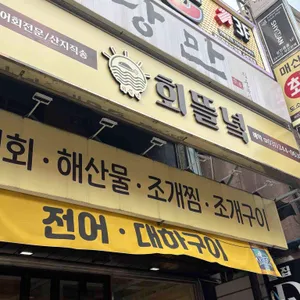 어회전문/산지직송
만
회뜰녘
회 · 해산물 · 조개찜 · 조개구이
전어 · 대하구이